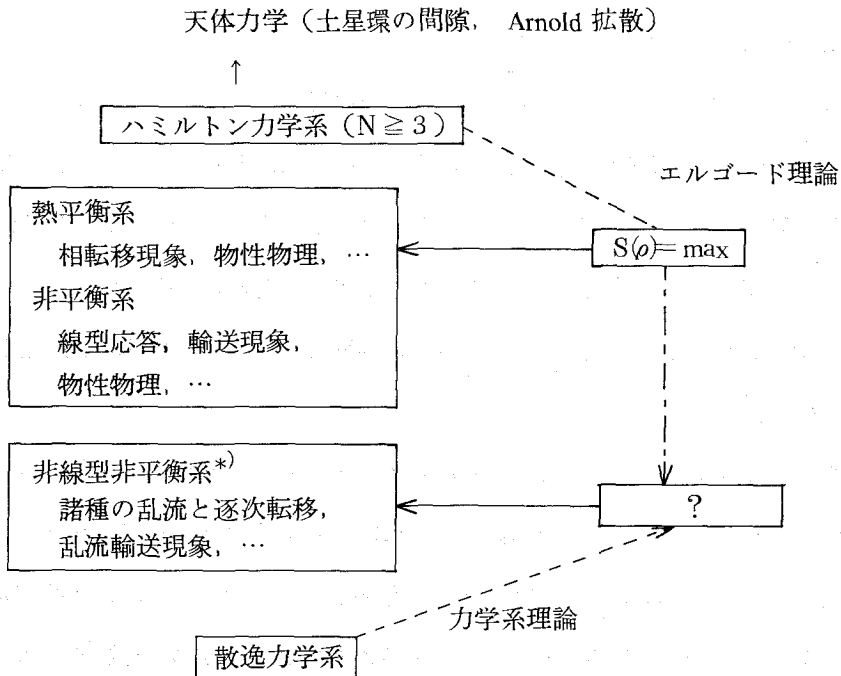 天体力学（土星環の間隙， Arnold 拡散）
↑
ハミルトン力学系（N ≧ 3）
エルゴード理論
熱平衡系
相転移現象，物性物理，…
S(ρ)= max
非平衡系
線型応答，輸送現象，
物性物理，…
非線型非平衡系*)
諸種の乱流と逐次転移，
乱流輸送現象，…
？
力学系理論
散逸力学系